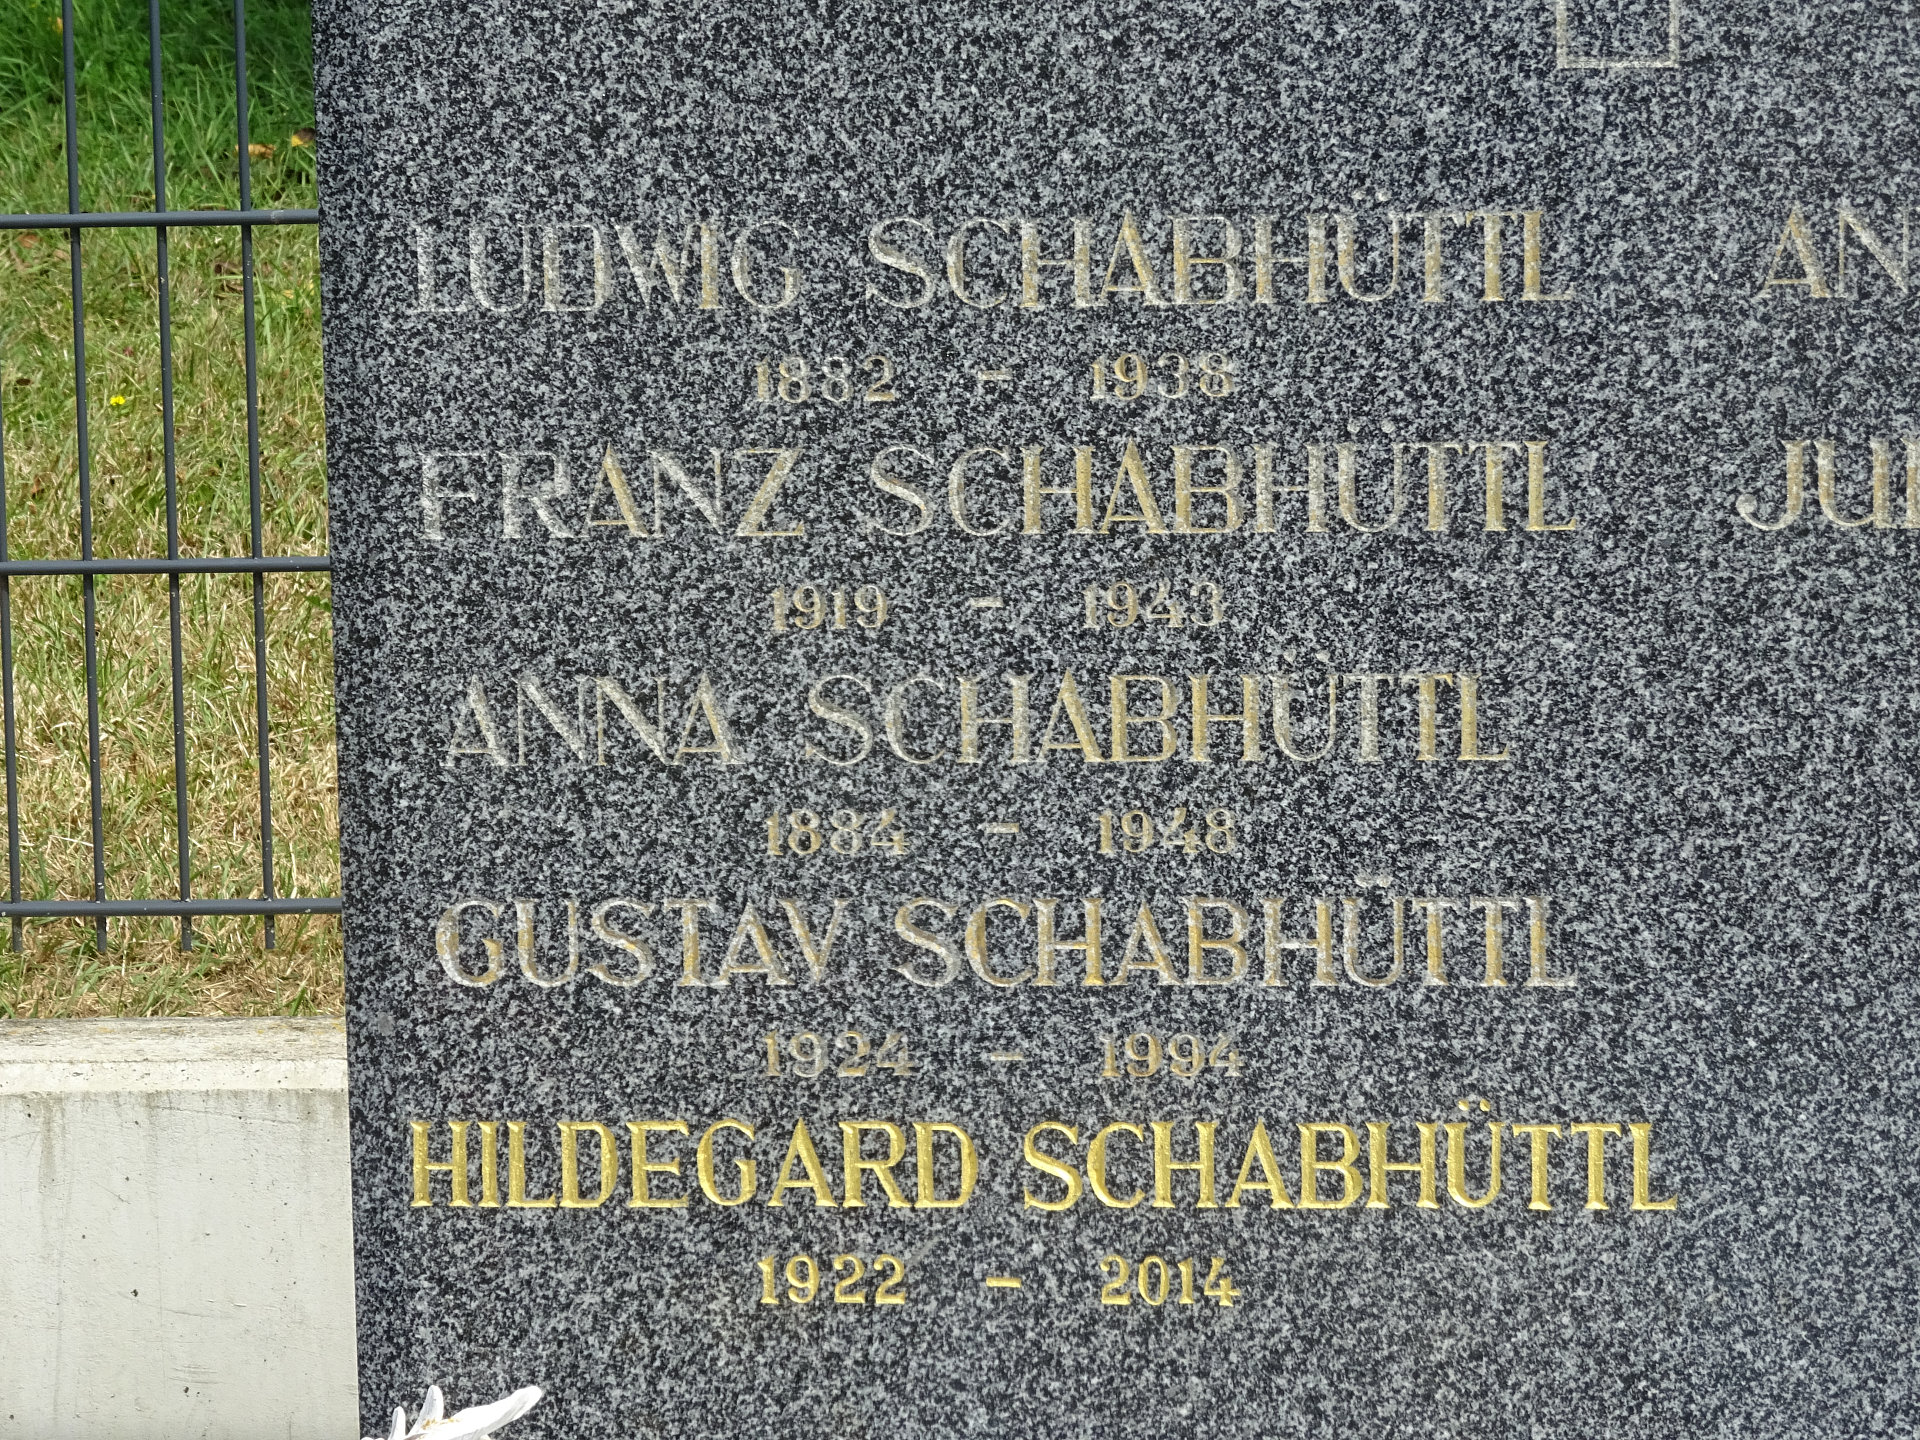 LUDWIG SCHABHÜTTL
1882 - 1938
FRANZ SCHABHÜTTL
1919 - 1943
ANNA SCHABHÜTTL
1884 - 1948
GUSTAV SCHABHÜTTL
1924 - 1994
HILDEGARD SCHABHÜTTL
1922 - 2014